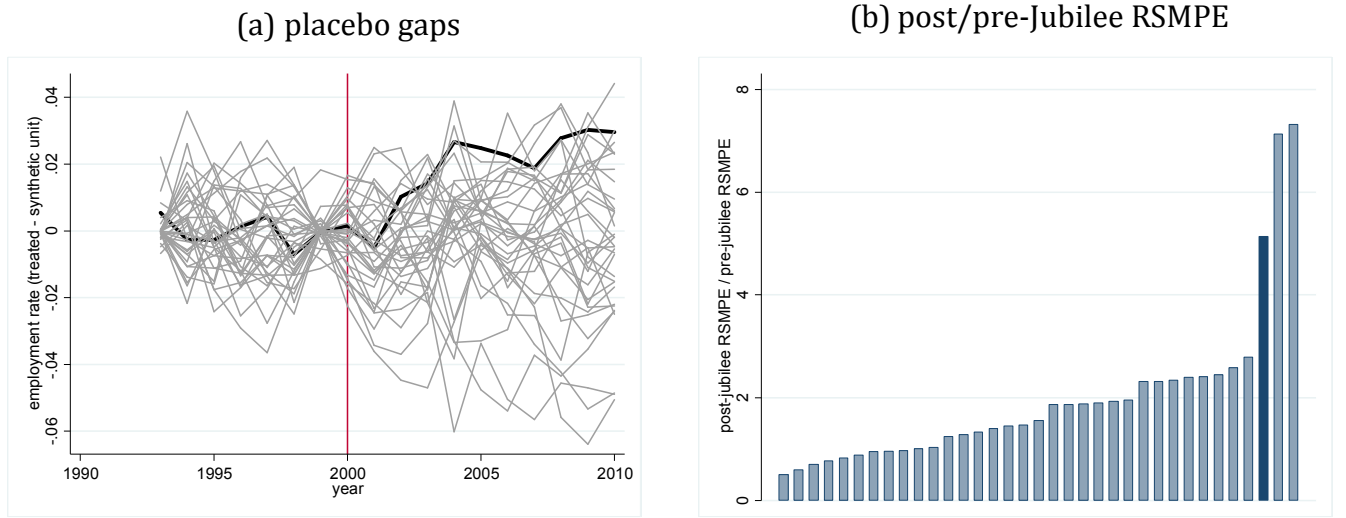 (a) placebo gaps
employment rate (treated - synthetic unit)
.04
.02
0
-.02
-.04
-.06
1990 1995 2000 2005 2010
year
(b) post/pre-Jubilee RSMPE
post-jubilee RSMPE / pre-jubilee RSMPE
8
6
4
2
0